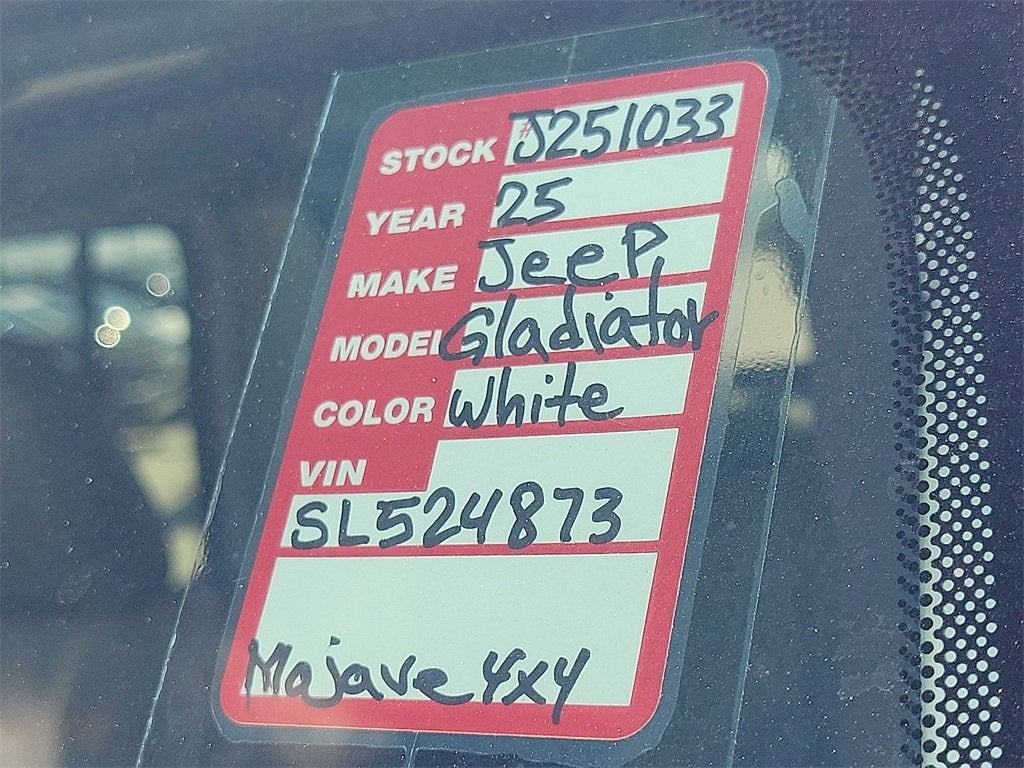 STOCK #J251033
YEAR 25
MAKE Jeep
MODEL Gladiator
COLOR white
VIN
SL524873
Majave 4x4